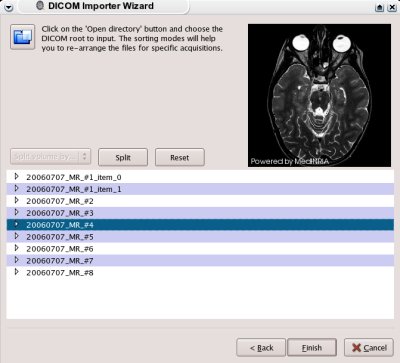 DICOM Importer Wizard
Click on the 'Open directory' button and choose the
DICOM root to input. The sorting modes will help
you to re-arrange the files for specific acquisitions.
Powered by MedINRIA
Split volume by...
Split
Reset
20060707_MR_#1_item_0
20060707_MR_#1_item_1
20060707_MR_#2
20060707_MR_#3
20060707_MR_#4
20060707_MR_#5
20060707_MR_#6
20060707_MR_#7
20060707_MR_#8
< Back
Finish
Cancel